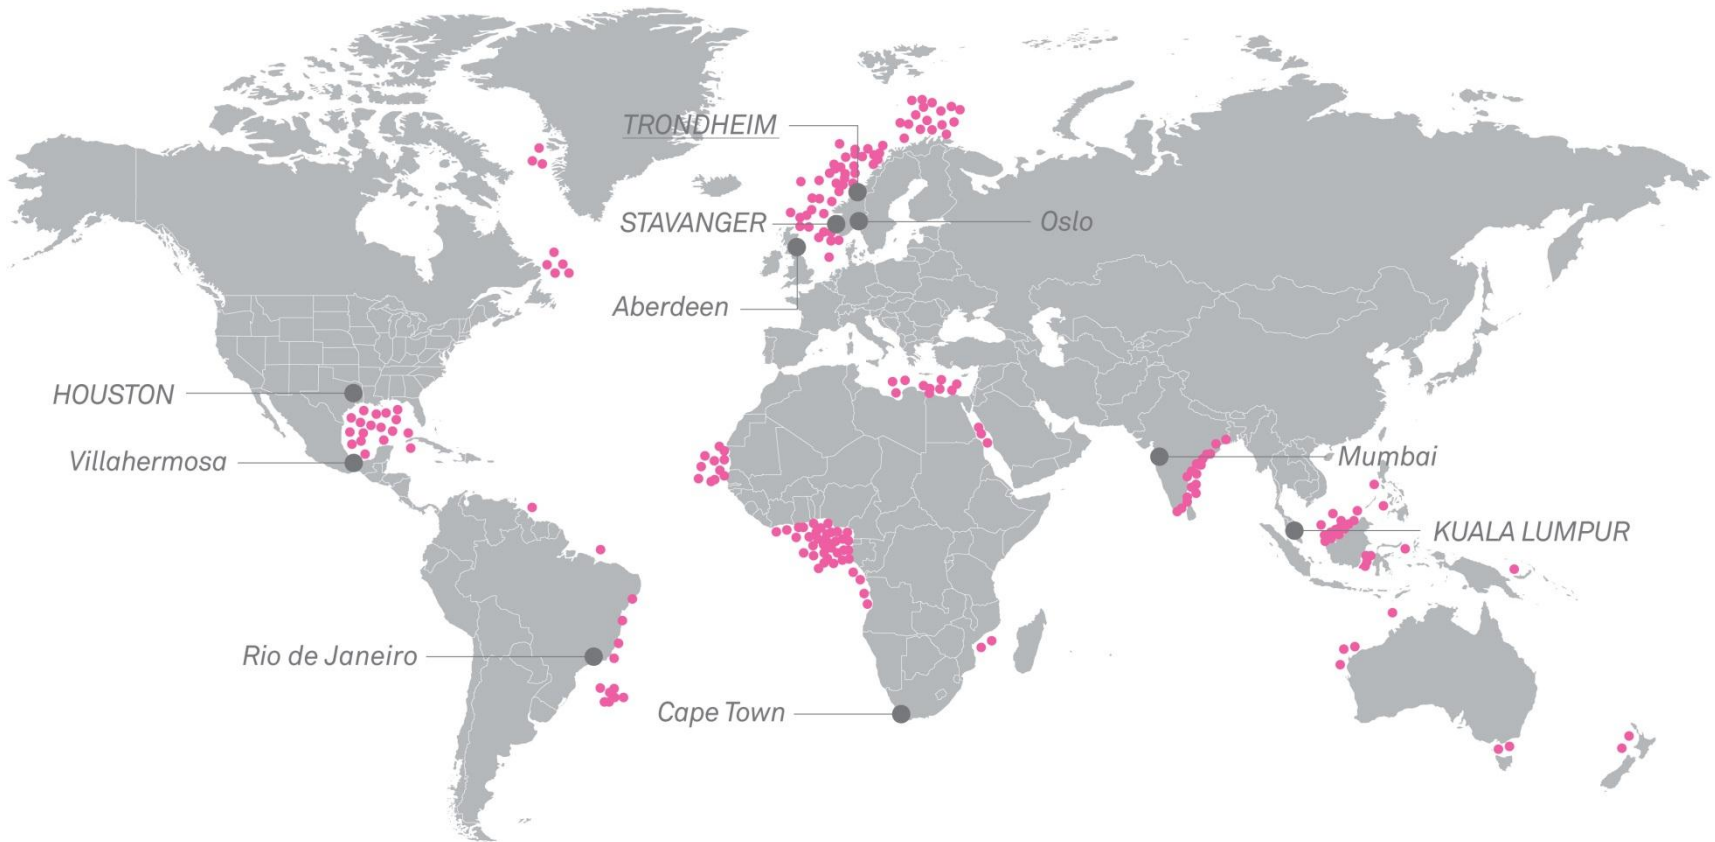 TRONDHEIM
STAVANGER
Oslo
Aberdeen
HOUSTON
Villahermosa
Mumbai
KUALA LUMPUR
Rio de Janeiro
Cape Town